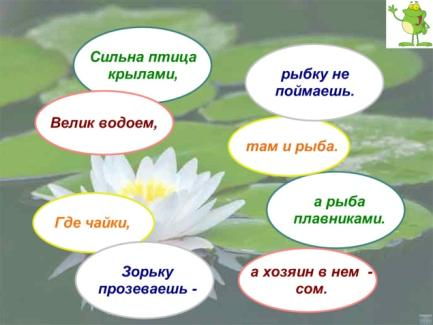 Сильна птица
крылами,
Велик водоем,
Где чайки,
Зорьку
прозеваешь -
рыбку не
поймаешь.
там и рыба.
а рыба
плавниками.
а хозяин в нем -
сом.